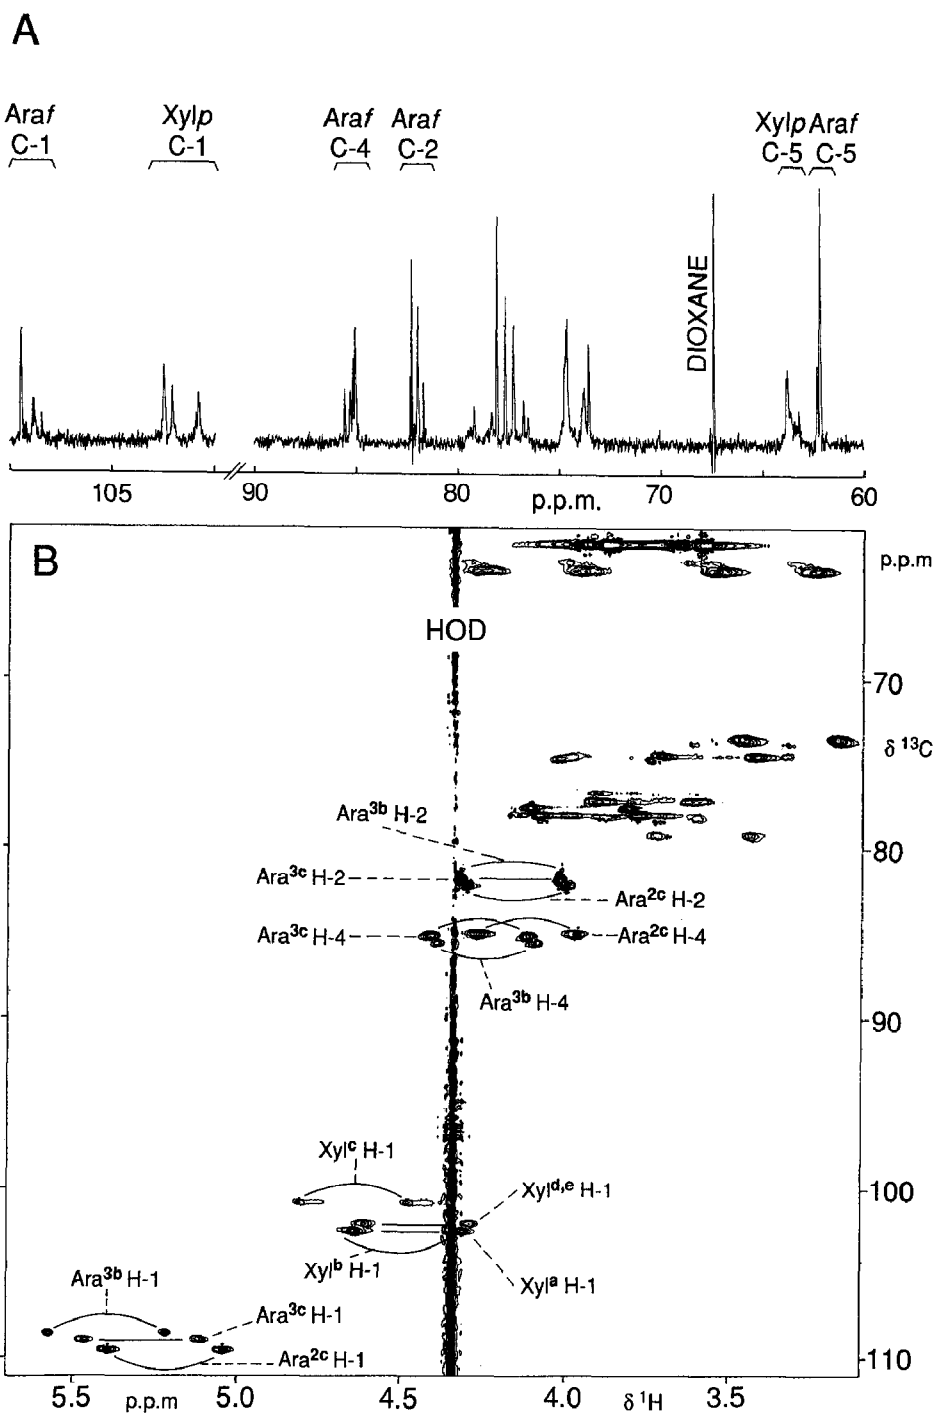 A
Araf Xylp Araf Araf Xylp Araf
C-1 C-1 C-4 C-2 C-5 C-5
DIOXANE
105 90 80 p.p.m. 70 60
B
p.p.m
HOD
70
δ 13C
Ara3b H-2
80
Ara3c H-2
Ara2c H-2
Ara3c H-4
Ara2c H-4
Ara3b H-4
90
Xylc H-1
Xyld,e H-1
100
Xylb H-1
Xyla H-1
Ara3b H-1
Ara3c H-1
Ara2c H-1
110
5.5 p.p.m 5.0 4.5 4.0 δ 1H 3.5